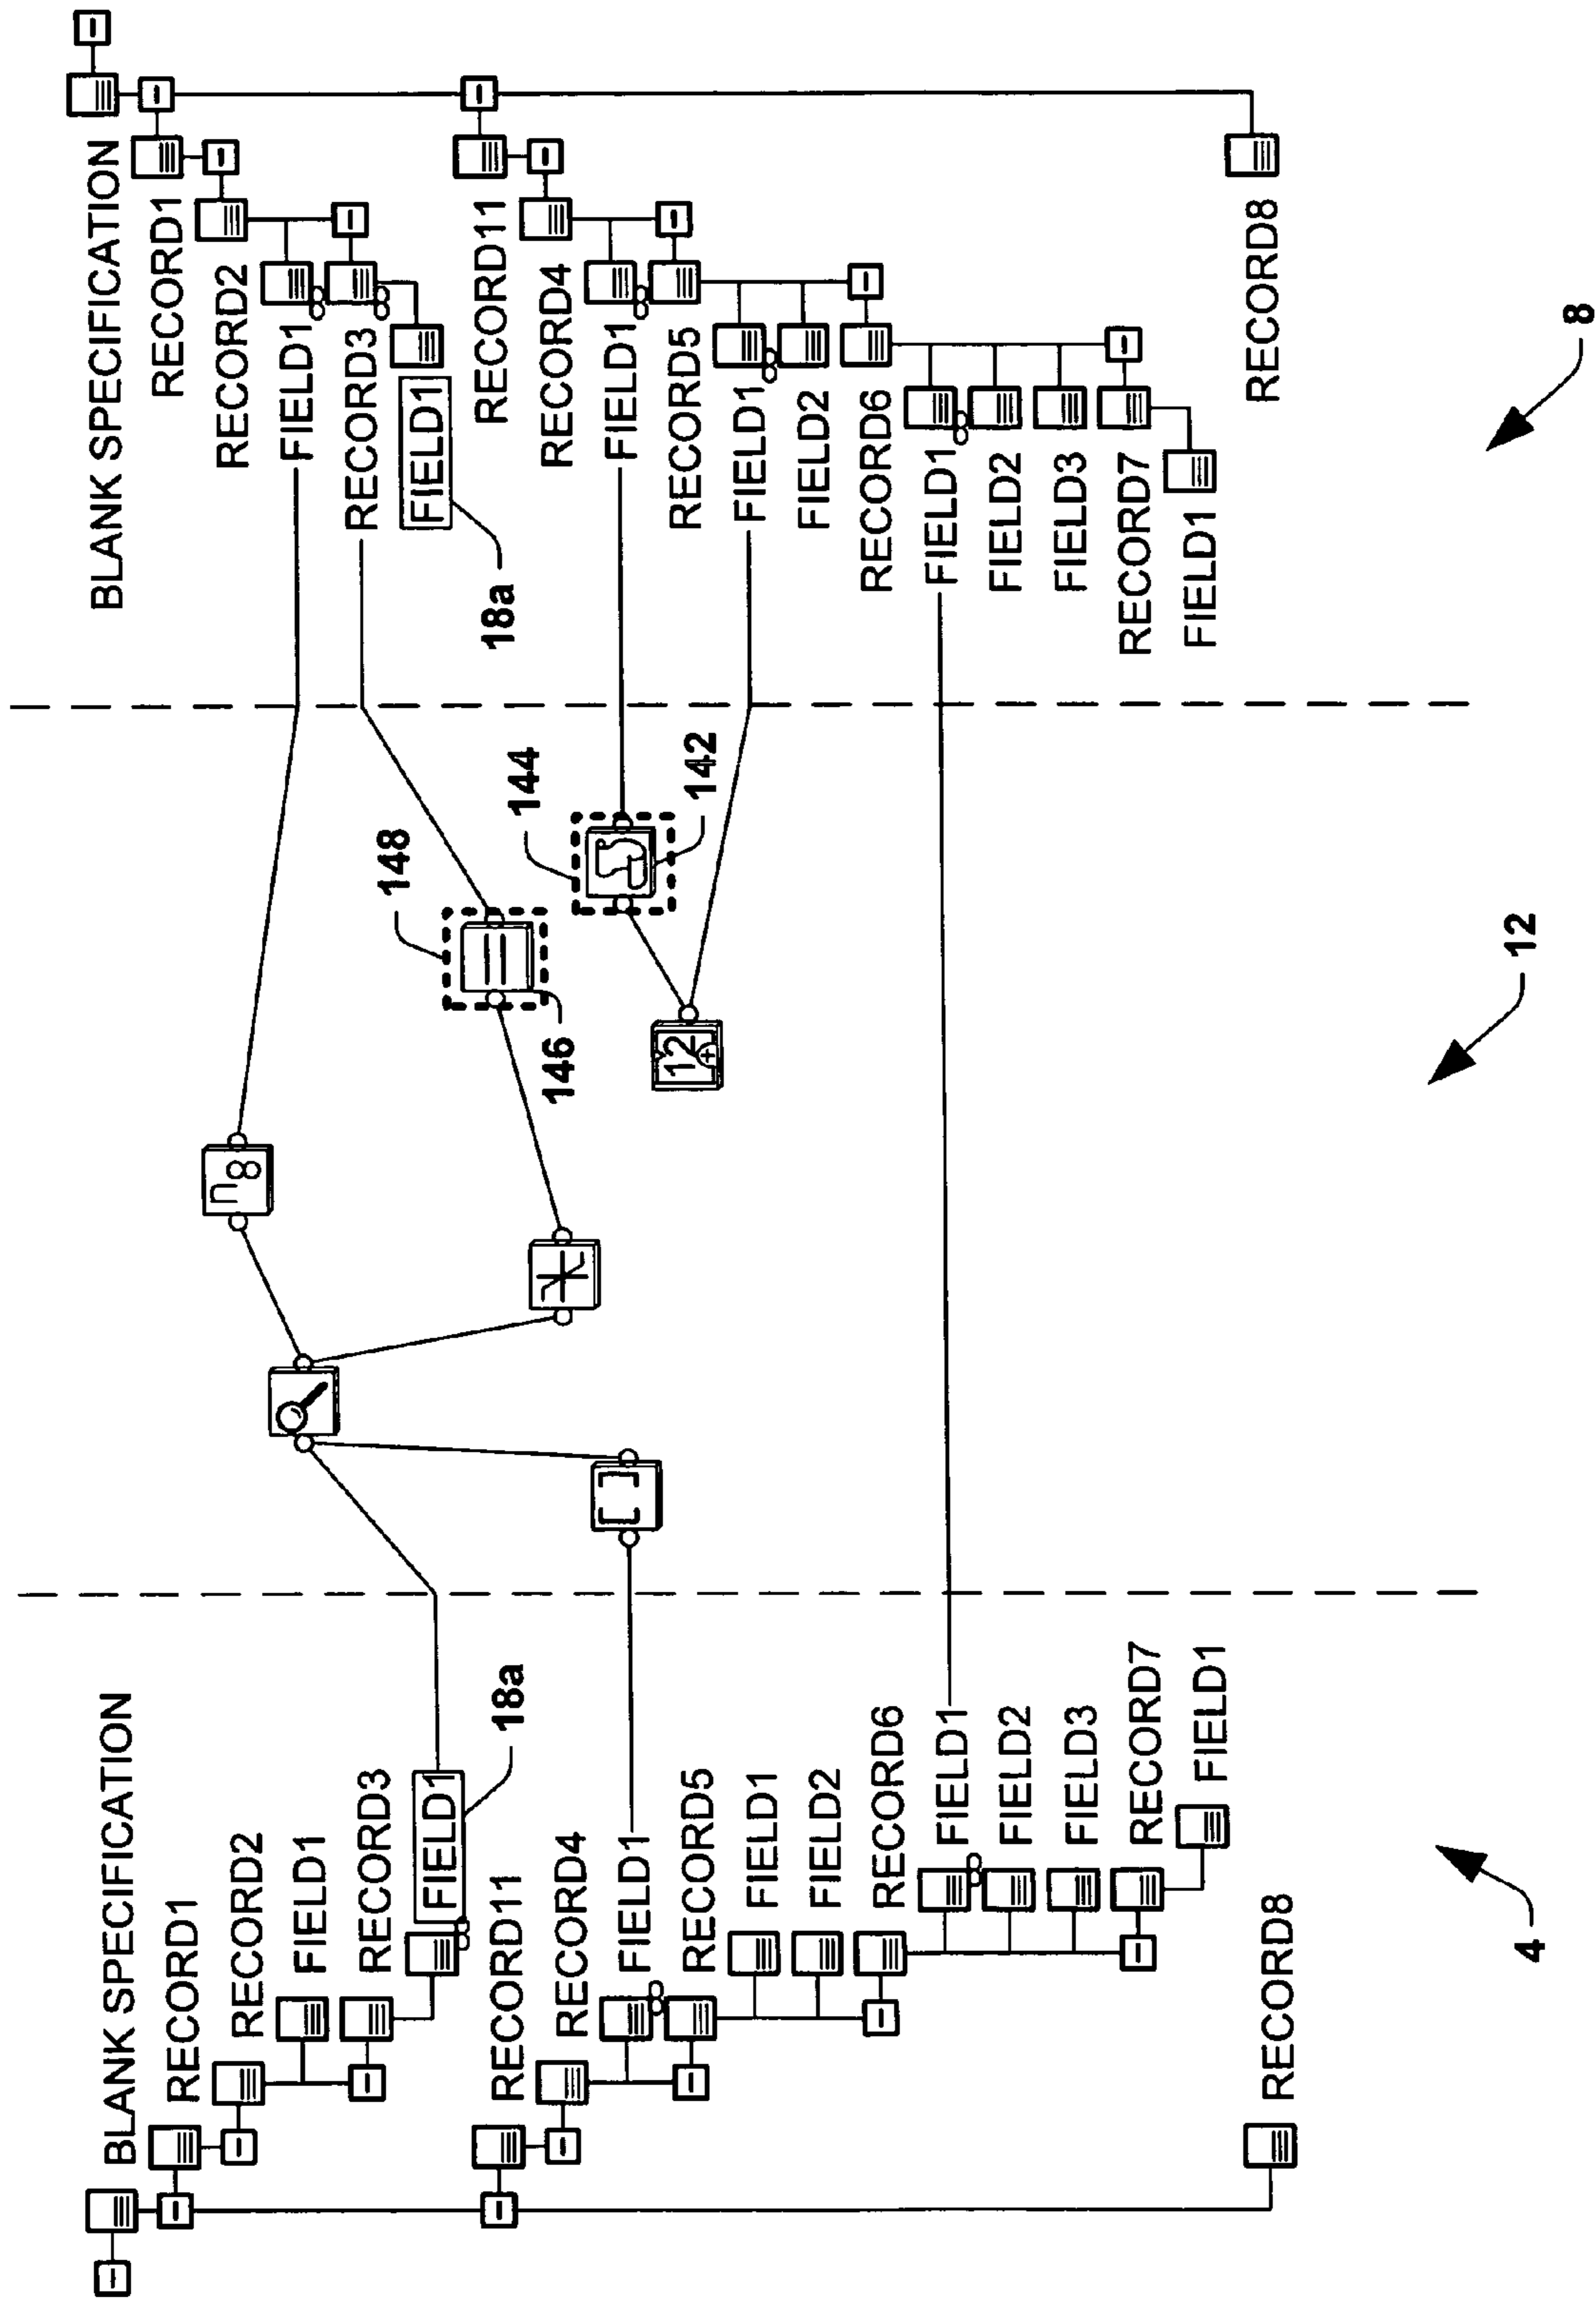 BLANK SPECIFICATION
RECORD1
RECORD2
FIELD1
RECORD3
FIELD1
18a
RECORD11
RECORD4
FIELD1
RECORD5
FIELD1
FIELD2
RECORD6
FIELD1
FIELD2
FIELD3
RECORD7
FIELD1
RECORD8
4
n8
148
146
144
142
12
12
BLANK SPECIFICATION
RECORD1
RECORD2
FIELD1
RECORD3
FIELD1
18a
RECORD11
RECORD4
FIELD1
RECORD5
FIELD1
FIELD2
RECORD6
FIELD1
FIELD2
FIELD3
RECORD7
FIELD1
RECORD8
8